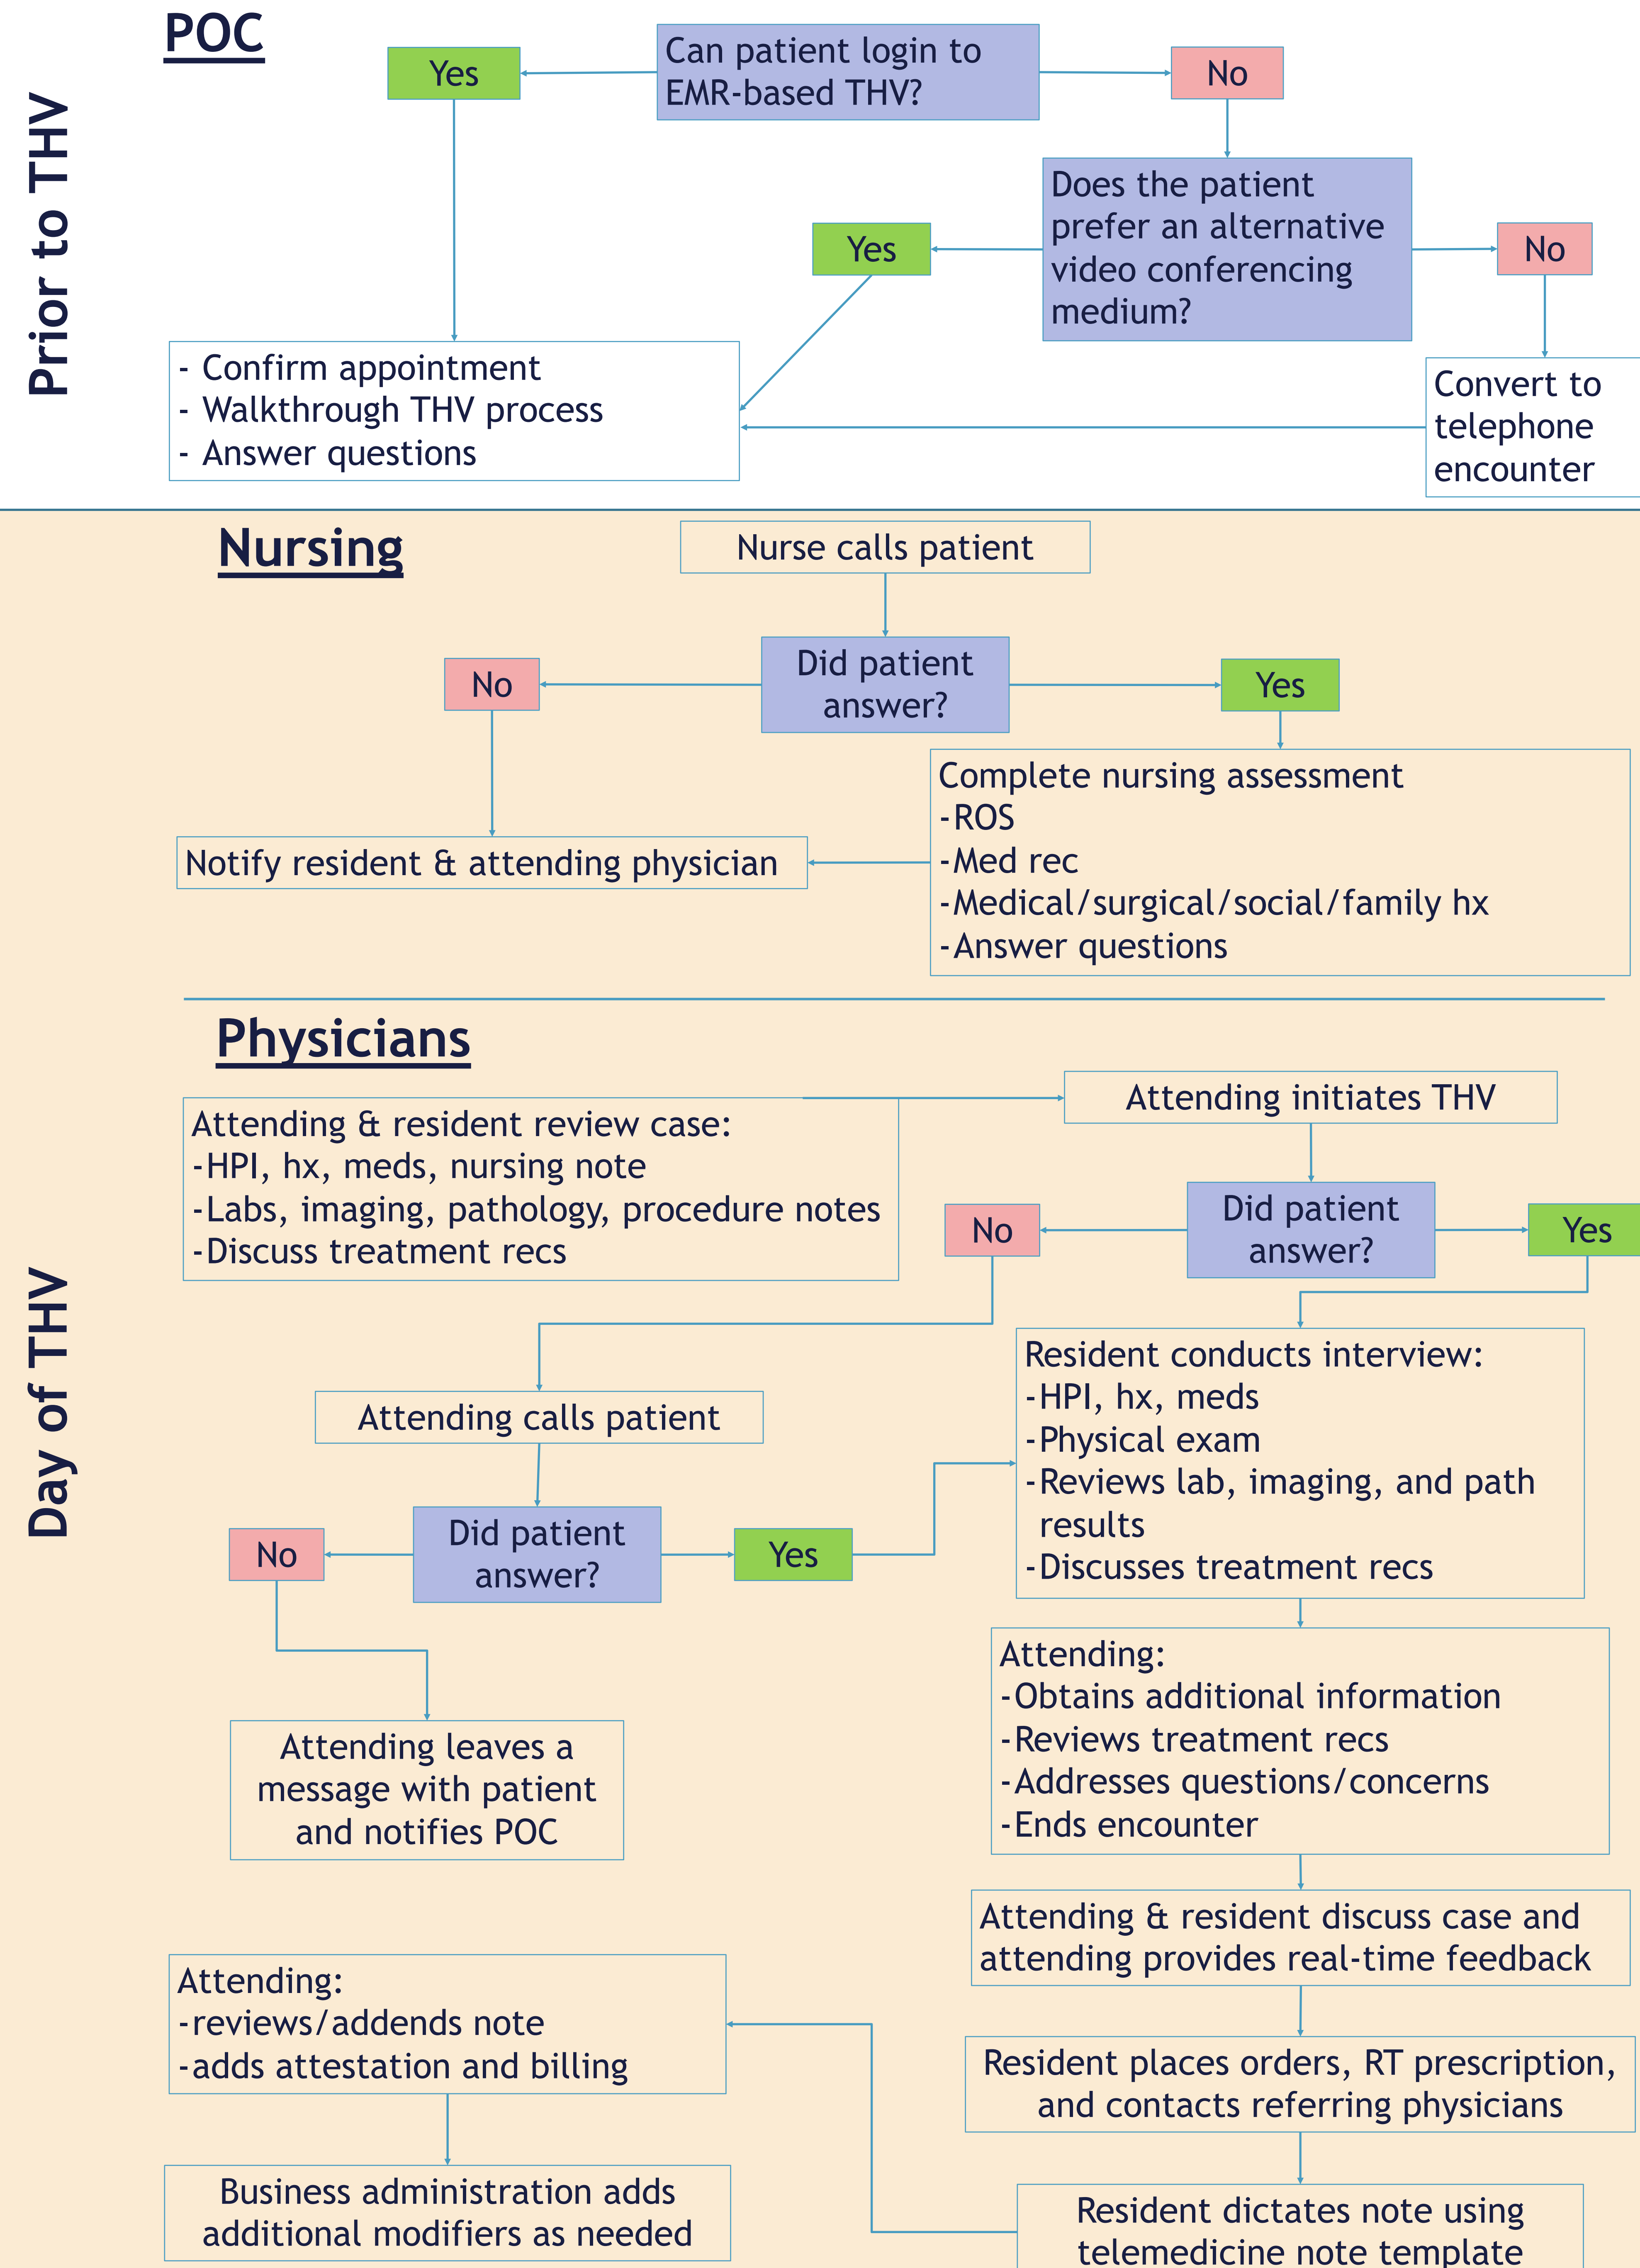 POC
Prior to THV
Can patient login to
EMR-based THV?
Yes
No
Does the patient
prefer an alternative
video conferencing
medium?
Yes
No
- Confirm appointment
- Walkthrough THV process
- Answer questions
Convert to
telephone
encounter
Nursing
Nurse calls patient
Did patient
answer?
No
Yes
Complete nursing assessment
-ROS
-Med rec
-Medical/surgical/social/family hx
-Answer questions
Notify resident & attending physician
Day of THV
Physicians
Attending & resident review case:
-HPI, hx, meds, nursing note
-Labs, imaging, pathology, procedure notes
-Discuss treatment recs
Attending initiates THV
Did patient
answer?
No
Yes
Attending calls patient
Did patient
answer?
No
Yes
Resident conducts interview:
-HPI, hx, meds
-Physical exam
-Reviews lab, imaging, and path
results
-Discusses treatment recs
Attending leaves a
message with patient
and notifies POC
Attending:
-Obtains additional information
-Reviews treatment recs
-Addresses questions/concerns
-Ends encounter
Attending & resident discuss case and
attending provides real-time feedback
Resident places orders, RT prescription,
and contacts referring physicians
Resident dictates note using
telemedicine note template
Attending:
-reviews/addends note
-adds attestation and billing
Business administration adds
additional modifiers as needed